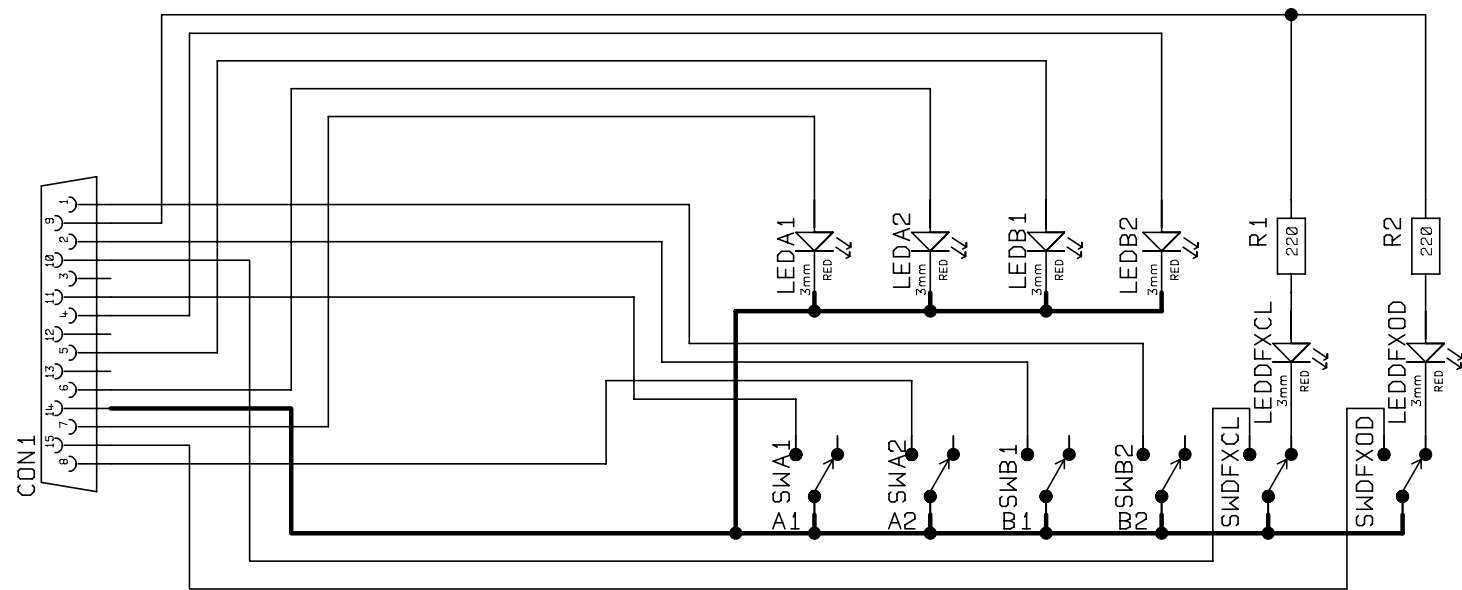 CON1
1
9
2
10
3
11
4
12
5
13
6
14
7
15
8
LEDA1
3mm
RED
LEDA2
3mm
RED
LEDB1
3mm
RED
LEDB2
3mm
RED
R1
220
R2
220
LEDDFXCL
3mm
RED
LEDDFXOD
3mm
RED
SWA1
A1
SWA2
A2
SWB1
B1
SWB2
B2
SWDFXCL
SWDFXOD